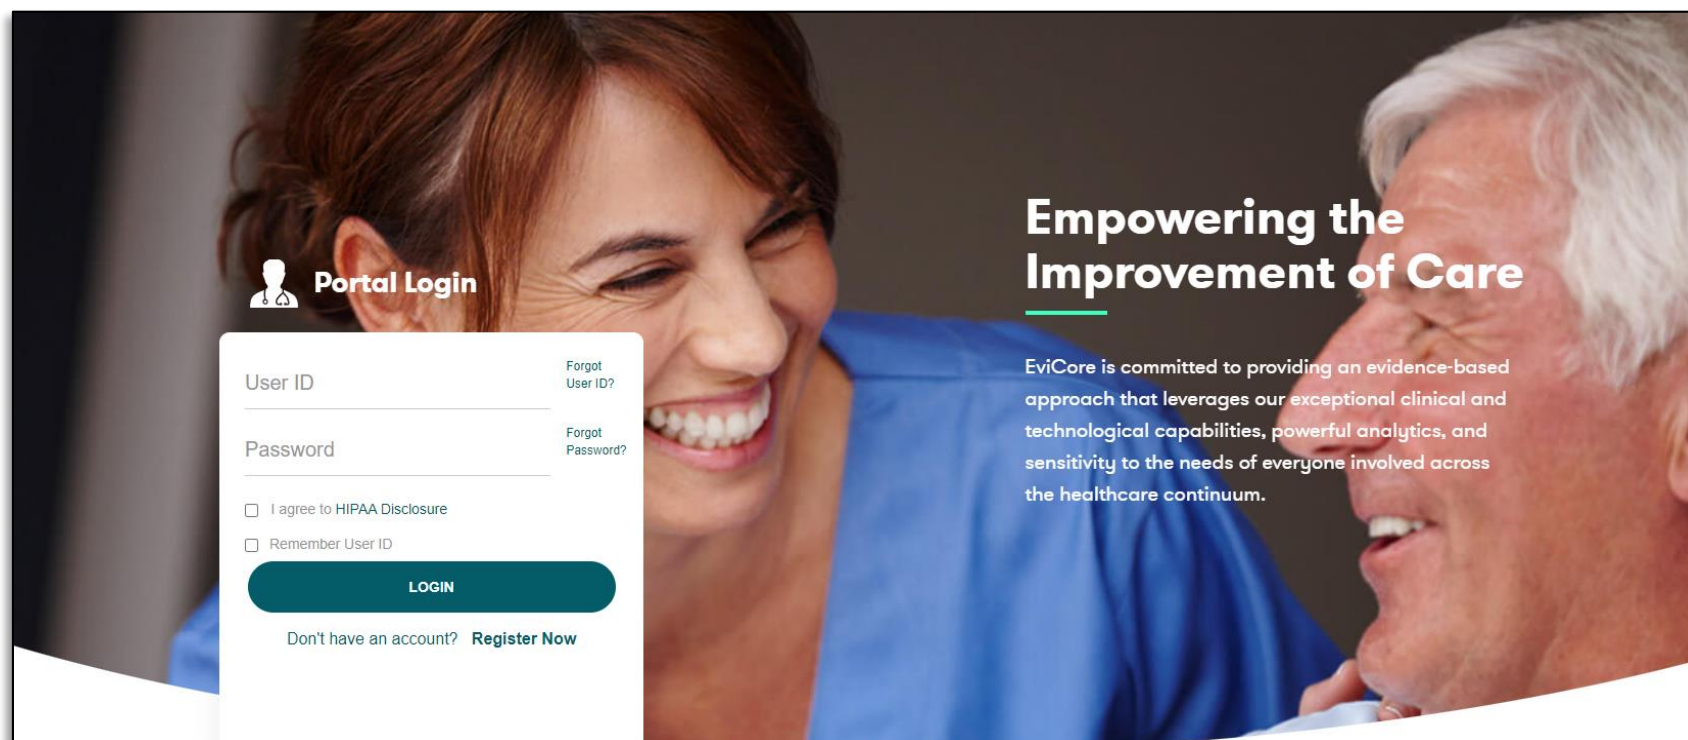 Portal Login
User ID
Forgot
User ID?
Password
Forgot
Password?
I agree to HIPAA Disclosure
Remember User ID
LOGIN
Don't have an account? Register Now
Empowering the
Improvement of Care
EviCore is committed to providing an evidence-based
approach that leverages our exceptional clinical and
technological capabilities, powerful analytics, and
sensitivity to the needs of everyone involved across
the healthcare continuum.